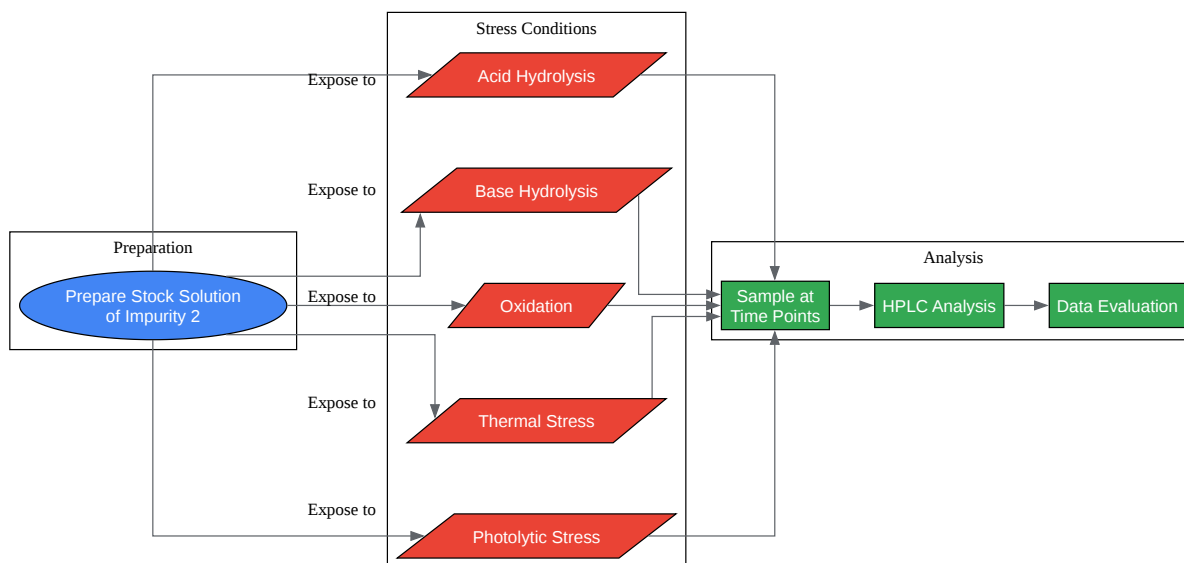 Stress Conditions
Expose to
Acid Hydrolysis
Expose to
Base Hydrolysis
Preparation
Prepare Stock Solution
of Impurity 2
Expose to
Oxidation
Analysis
Sample at
Time Points
HPLC Analysis
Data Evaluation
Expose to
Thermal Stress
Expose to
Photolytic Stress